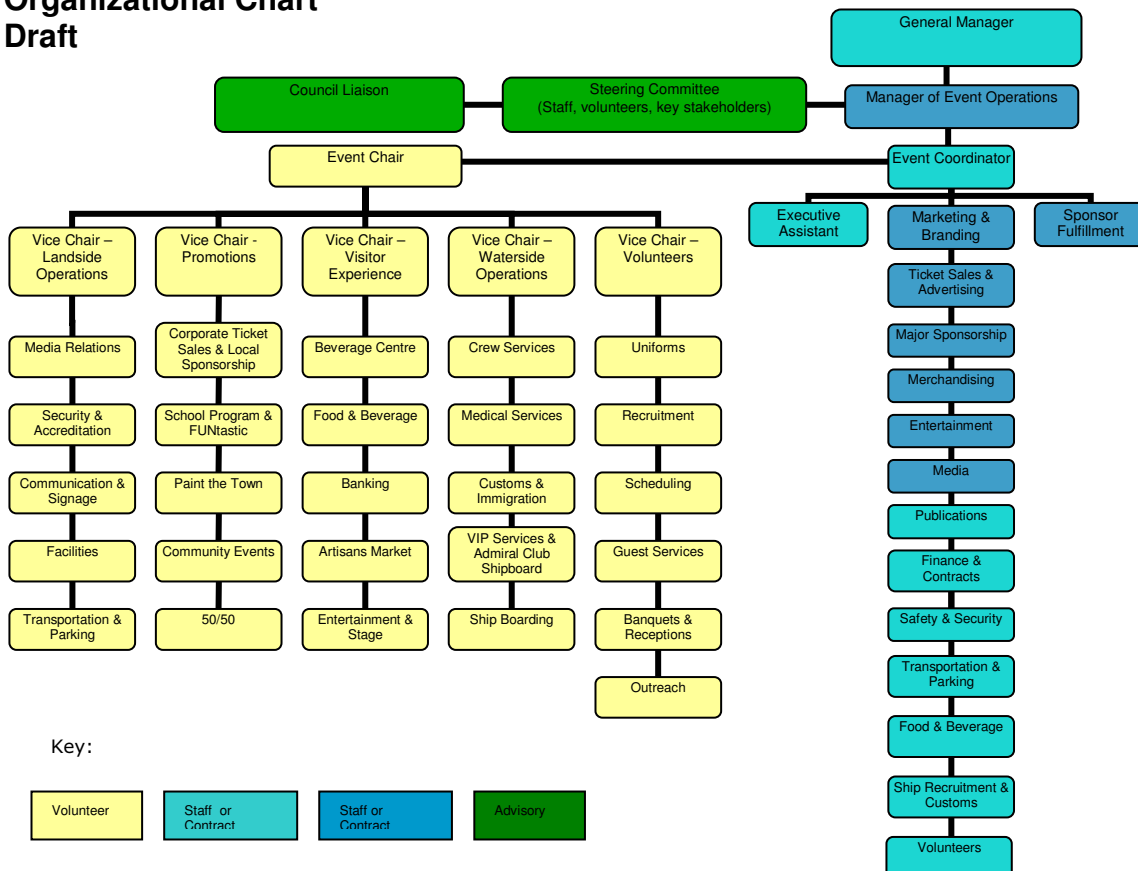 Organizational Chart
Draft
General Manager
Council Liaison
Steering Committee
(Staff, volunteers, key stakeholders)
Manager of Event Operations
Event Chair
Event Coordinator
Executive
Assistant
Marketing &
Branding
Sponsor
Fulfillment
Vice Chair –
Landside
Operations
Vice Chair -
Promotions
Vice Chair –
Visitor
Experience
Vice Chair –
Waterside
Operations
Vice Chair –
Volunteers
Media Relations
Security &
Accreditation
Communication &
Signage
Facilities
Transportation &
Parking
Corporate Ticket
Sales & Local
Sponsorship
School Program &
FUNtastic
Paint the Town
Community Events
50/50
Beverage Centre
Food & Beverage
Banking
Artisans Market
Entertainment &
Stage
Crew Services
Medical Services
Customs &
Immigration
VIP Services &
Admiral Club
Shipboard
Ship Boarding
Uniforms
Recruitment
Scheduling
Guest Services
Banquets &
Receptions
Outreach
Ticket Sales &
Advertising
Major Sponsorship
Merchandising
Entertainment
Media
Publications
Finance &
Contracts
Safety & Security
Transportation &
Parking
Food & Beverage
Ship Recruitment &
Customs
Volunteers
Key:
Volunteer
Staff or
Contract
Staff or
Contract
Advisory